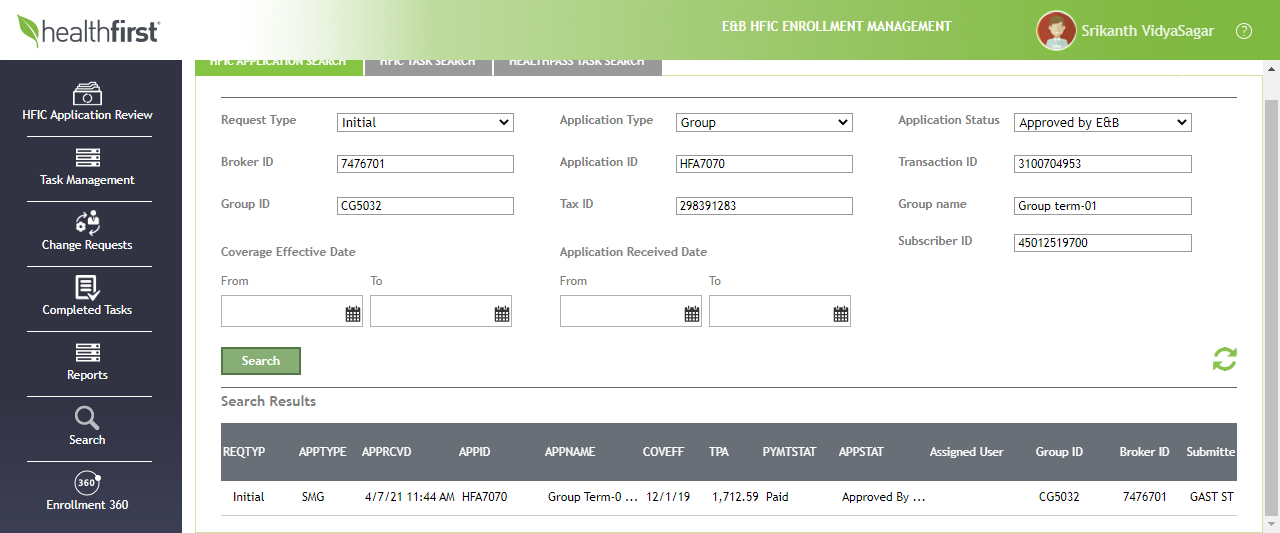 healthfirst
E&B HFIC ENROLLMENT MANAGEMENT
Srikanth VidyaSagar
?
HFIC APPLICATION SEARCH HFIC TASK SEARCH HEALTHPASS TASK SEARCH
HFIC Application Review
Task Management
Change Requests
Completed Tasks
Reports
Search
360°
Enrollment 360
Request Type Initial Application Type Group Application Status Approved by E&B
Broker ID 7476701 Application ID HFA7070 Transaction ID 3100704953
Group ID CG5032 Tax ID 298391283 Group name Group term-01
Subscriber ID 45012519700
Coverage Effective Date Application Received Date
From To From To
Search
Search Results
REQTYP APPTYPE APPRCVD APPID APPNAME COVEFF TPA PYMTSTAT APPSTAT Assigned User Group ID Broker ID Submitte
Initial SMG 4/7/21 11:44 AM HFA7070 Group Term-0 ... 12/1/19 1,712.59 Paid Approved By ... CG5032 7476701 GAST ST